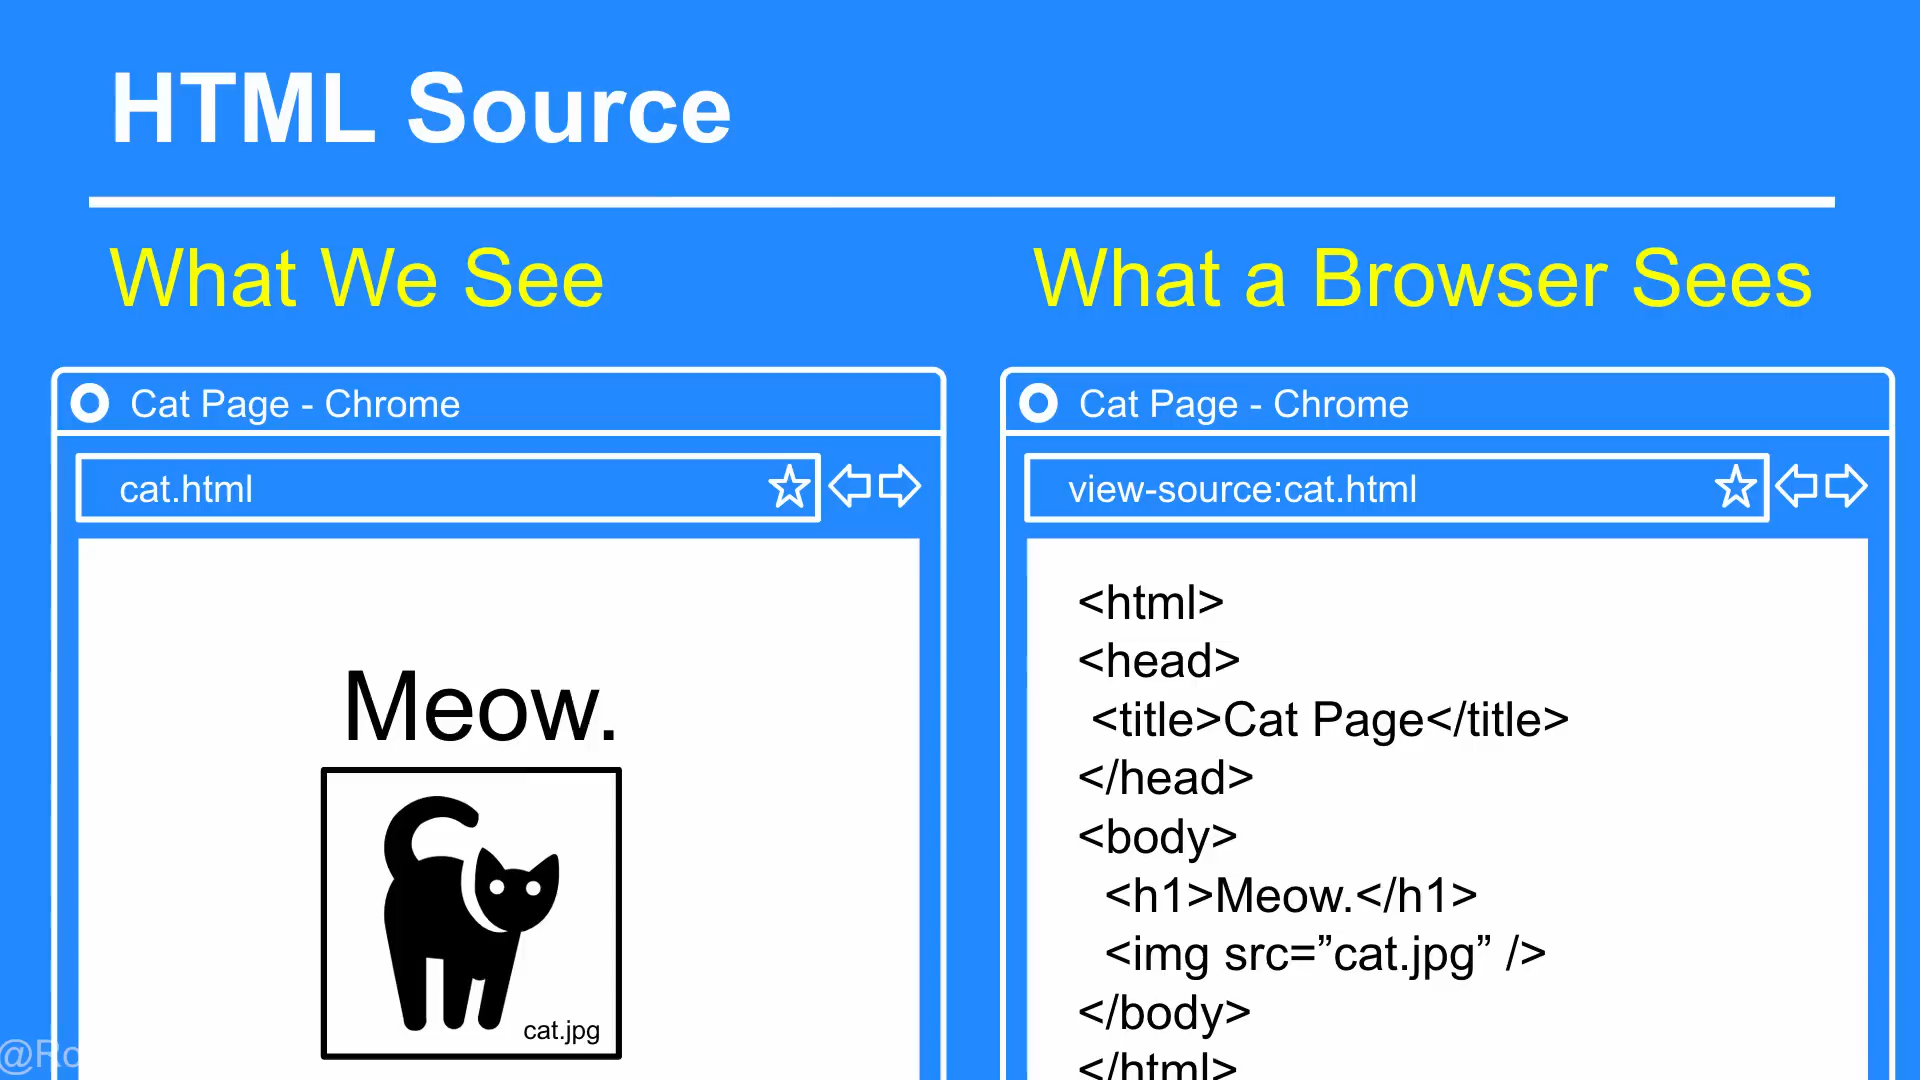 HTML Source
What We See
Cat Page - Chrome
cat.html
Meow.
cat.jpg
What a Browser Sees
Cat Page - Chrome
view-source:cat.html
<html>
<head>
<title>Cat Page</title>
</head>
<body>
<h1>Meow.</h1>
<img src=”cat.jpg” />
</body>
</html>